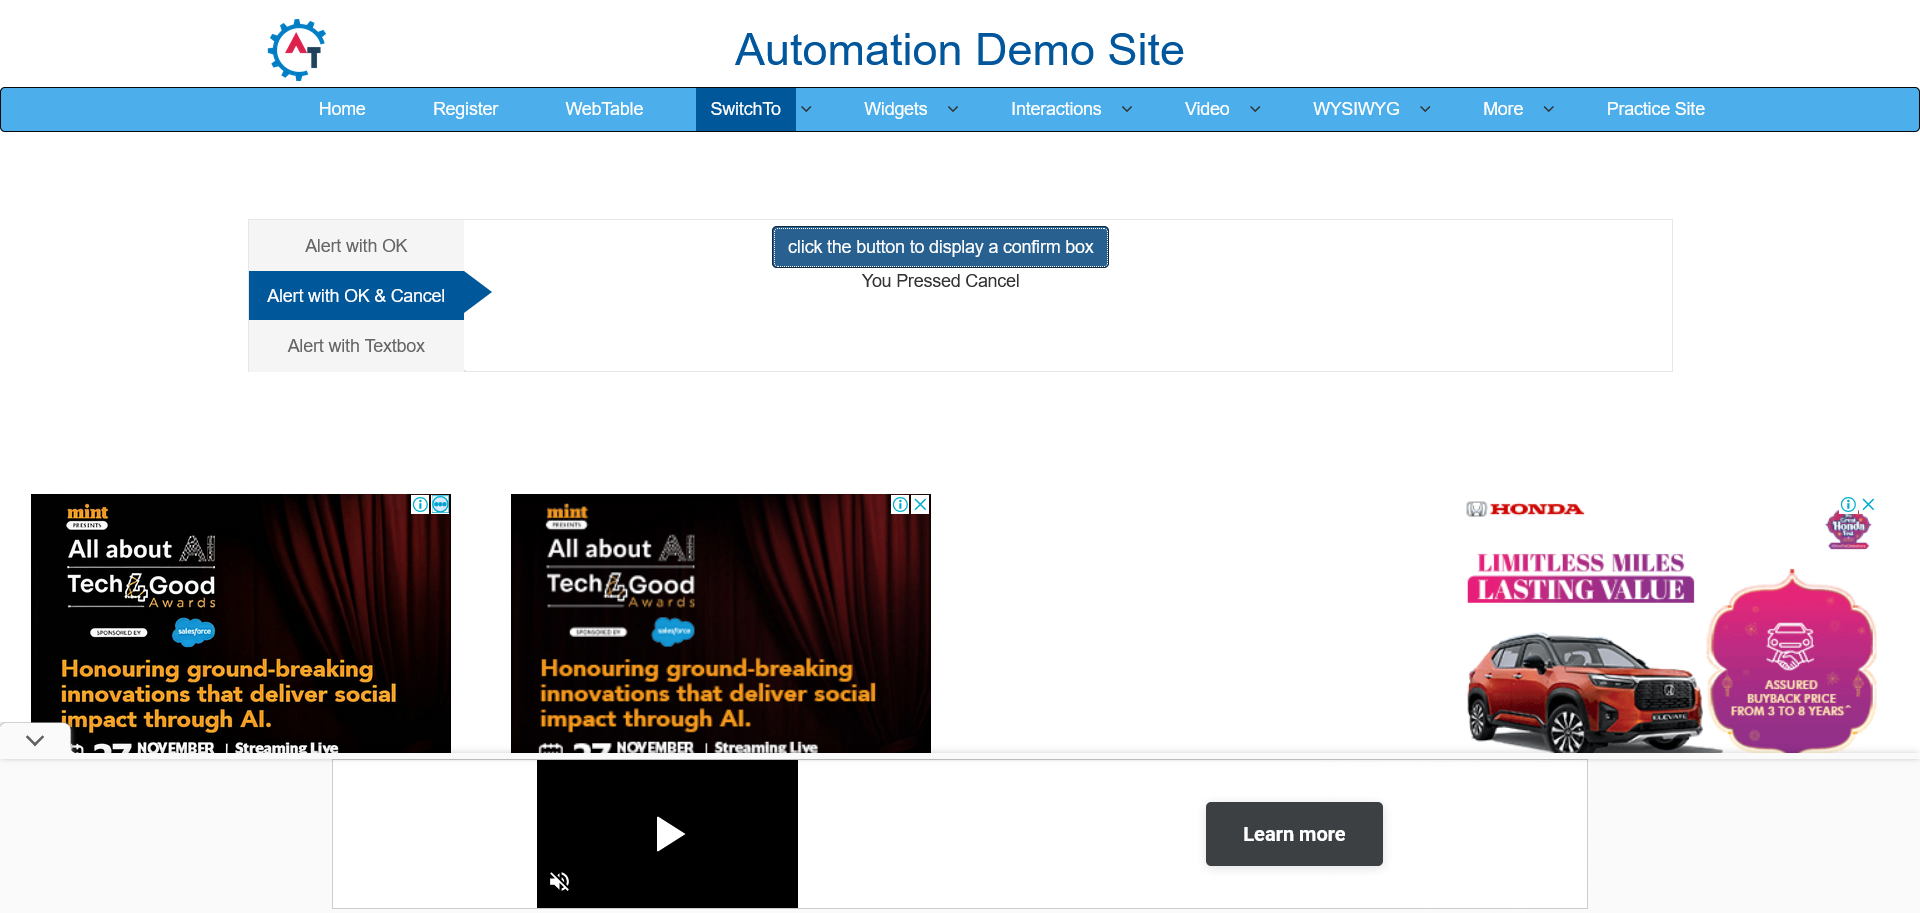 AT
Automation Demo Site
Home Register WebTable SwitchTo Widgets Interactions Video WYSIWYG More Practice Site
Alert with OK
Alert with OK & Cancel
Alert with Textbox
click the button to display a confirm box
You Pressed Cancel
mint
PRESENTS
All about AI
Tech4Good
Awards
SPONSORED BY salesforce
Honouring ground-breaking
innovations that deliver social
impact through AI.
27 NOVEMBER | Streaming Live
mint
PRESENTS
All about AI
Tech4Good
Awards
SPONSORED BY salesforce
Honouring ground-breaking
innovations that deliver social
impact through AI.
27 NOVEMBER | Streaming Live
HONDA
Great
Honda
Fest
LIMITLESS MILES
LASTING VALUE
ELEVATE
ASSURED
BUYBACK PRICE
FROM 3 TO 8 YEARS^
Learn more